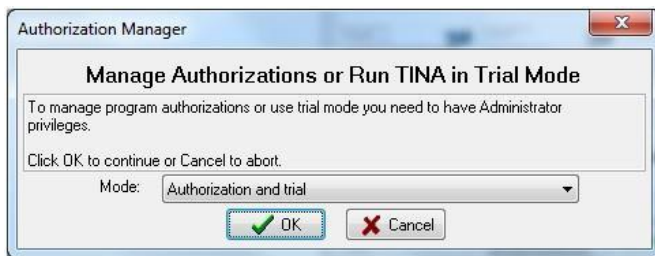 Authorization Manager
Manage Authorizations or Run TINA in Trial Mode
To manage program authorizations or use trial mode you need to have Administrator
privileges.
Click OK to continue or Cancel to abort.
Mode: Authorization and trial
OK Cancel